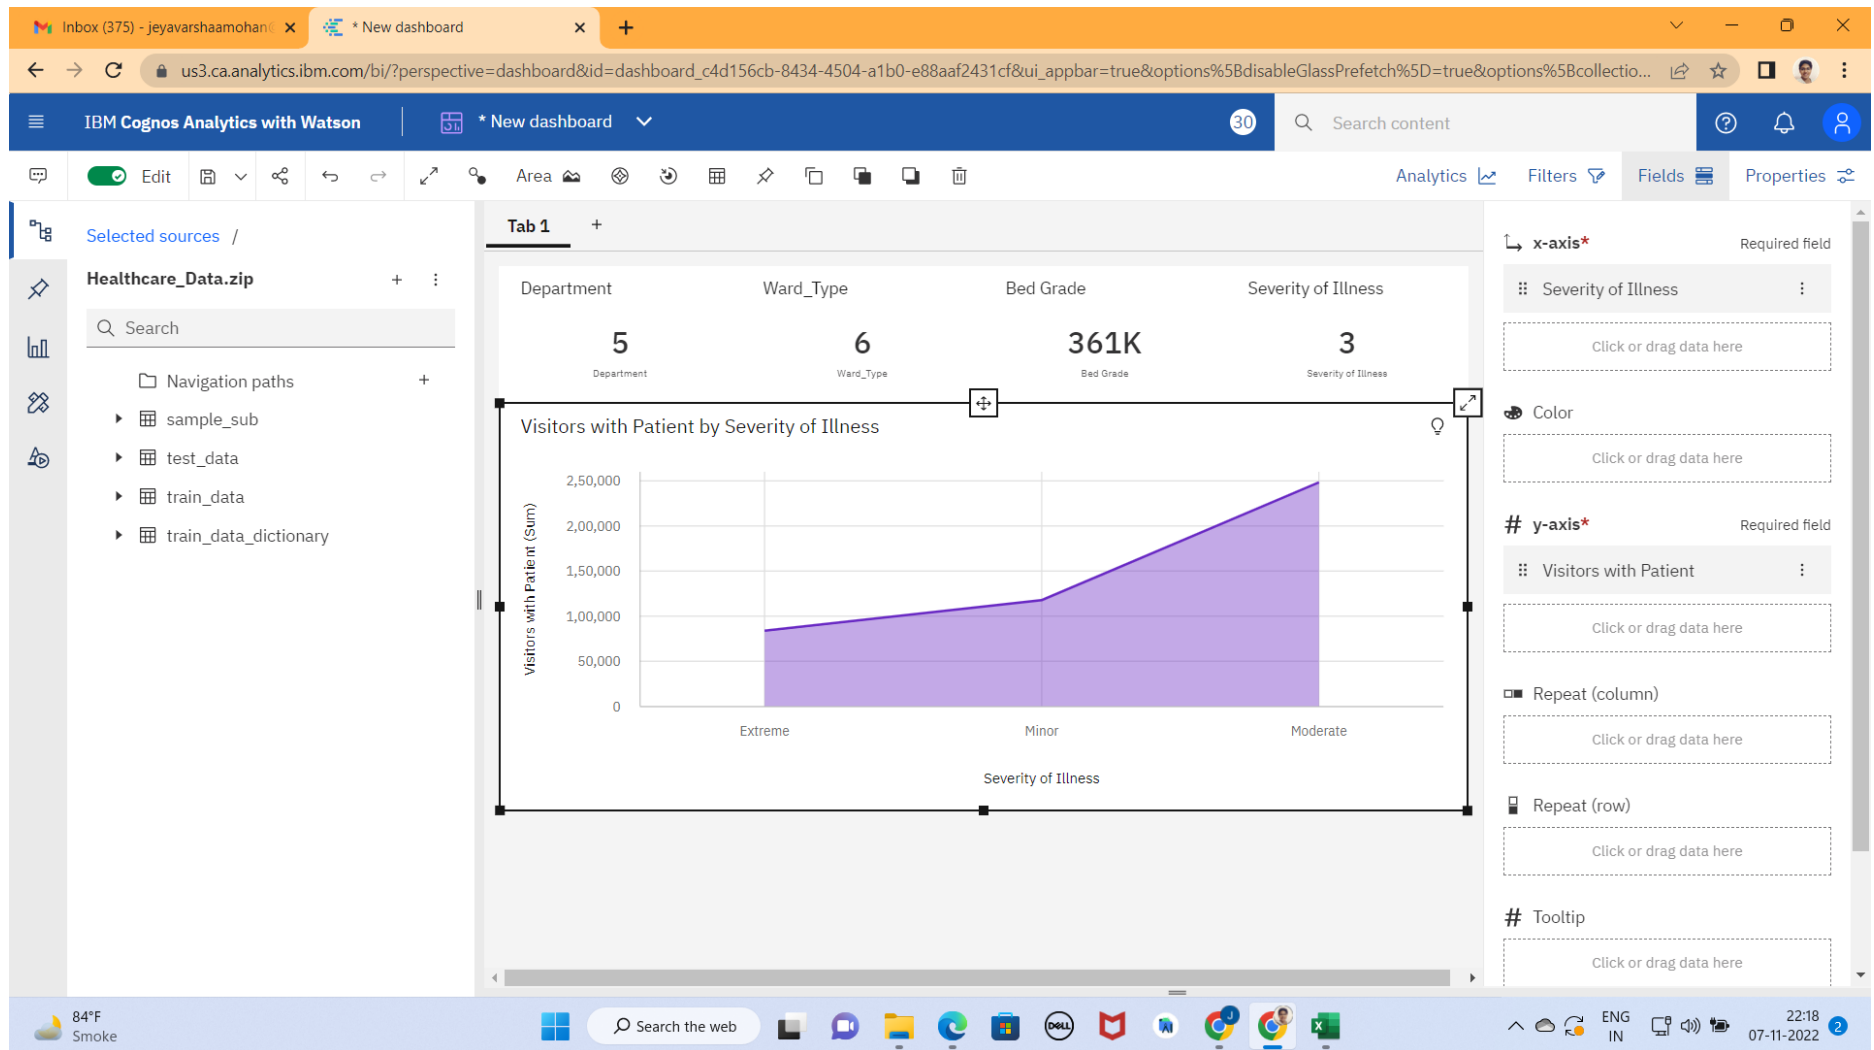 Inbox (375) - jeyavarshaamohan@
* New dashboard
us3.ca.analytics.ibm.com/bi/?perspective=dashboard&id=dashboard_c4d156cb-8434-4504-a1b0-e88aaf2431cf&ui_appbar=true&options%5BdisableGlassPrefetch%5D=true&options%5Bcollectio...
IBM Cognos Analytics with Watson
* New dashboard
30
Search content
Edit
Area
Analytics
Filters
Fields
Properties
Selected sources /
Healthcare_Data.zip
Search
Navigation paths
sample_sub
test_data
train_data
train_data_dictionary
Tab 1
Department
Ward_Type
Bed Grade
Severity of Illness
5
6
361K
3
Department
Ward_Type
Bed Grade
Severity of Illness
Visitors with Patient by Severity of Illness
Visitors with Patient (Sum)
2,50,000
2,00,000
1,50,000
1,00,000
50,000
0
Extreme
Minor
Moderate
Severity of Illness
x-axis*
Required field
Severity of Illness
Click or drag data here
Color
Click or drag data here
# y-axis*
Required field
Visitors with Patient
Click or drag data here
Repeat (column)
Click or drag data here
Repeat (row)
Click or drag data here
# Tooltip
Click or drag data here
84°F
Smoke
Search the web
DELL
J
ENG
IN
22:18
07-11-2022
2